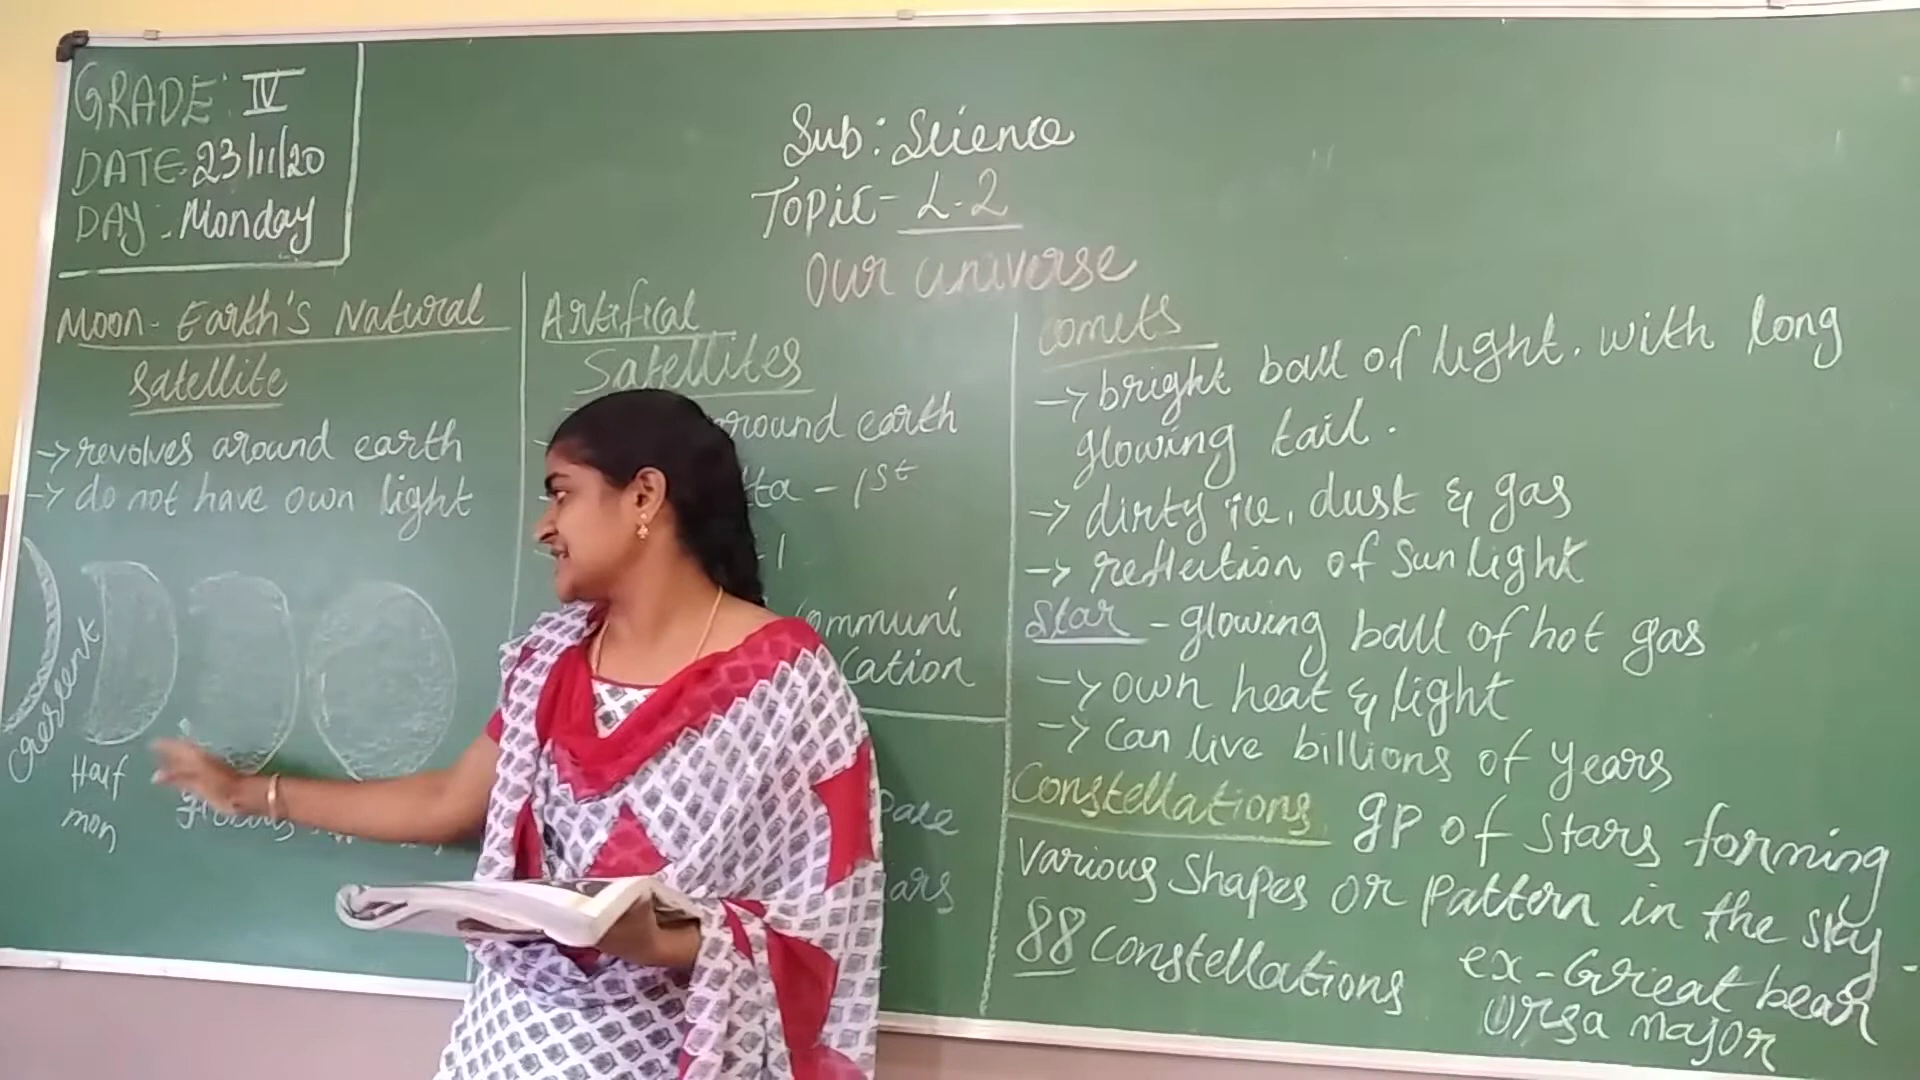 GRADE: IV
DATE- 23/11/20
DAY: Monday
Sub: Science
Topic- L-2
Our universe
Moon- Earth's Natural
Satellite
-> revolves around earth
-> do not have own light
crescent
Half
mon
Artifical
Satellites
around earth
- 1st
-1
communi
cation
comets
-> bright ball of light. with long
glowing tail.
-> dirty ice, dust & gas
-> reflection of sunlight
Star - glowing ball of hot gas
-> own heat & light
-> can live billions of years
Constellations gp of stars forming
various shapes or pattern in the sky -
88 constellations
ex- Great bear
Ursa major